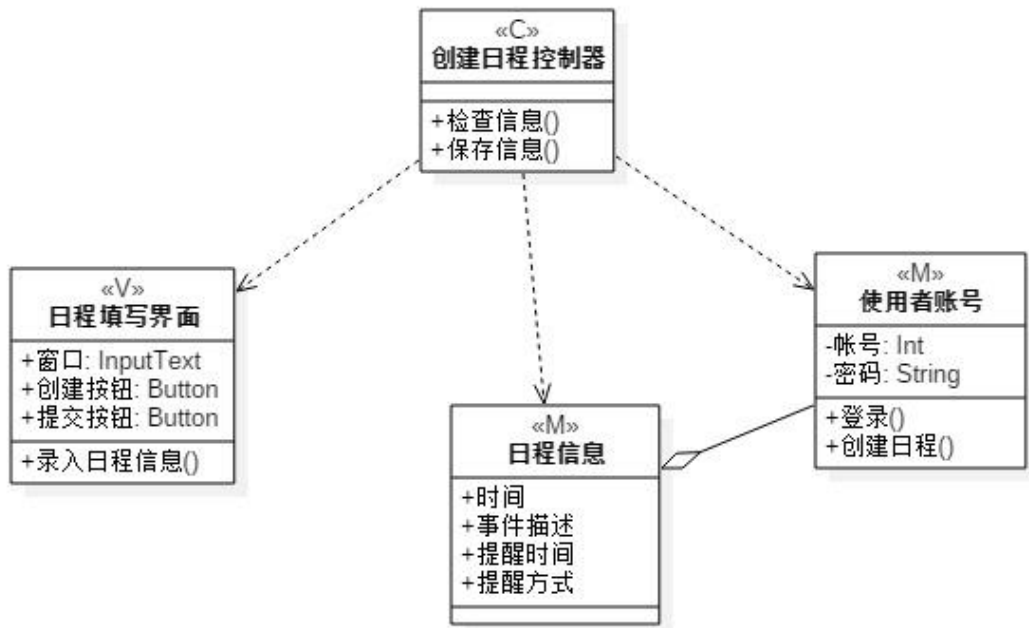 «C»
创建日程控制器
+检查信息()
+保存信息()
«V»
日程填写界面
+窗口: InputText
+创建按钮: Button
+提交按钮: Button
+录入日程信息()
«M»
日程信息
+时间
+事件描述
+提醒时间
+提醒方式
«M»
使用者账号
-帐号: Int
-密码: String
+登录()
+创建日程()